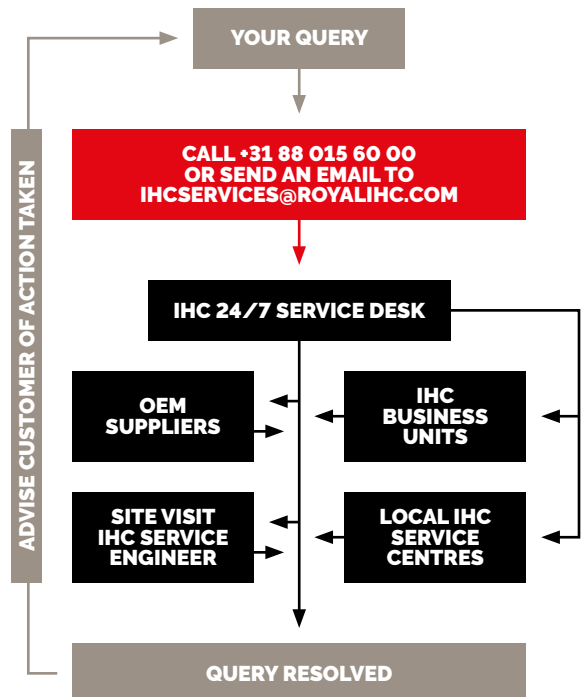 YOUR QUERY
CALL +31 88 015 60 00
OR SEND AN EMAIL TO
IHCSERVICES@ROYALIHC.COM
ADVISE CUSTOMER OF ACTION TAKEN
IHC 24/7 SERVICE DESK
OEM
SUPPLIERS
IHC
BUSINESS
UNITS
SITE VISIT
IHC SERVICE
ENGINEER
LOCAL IHC
SERVICE
CENTRES
QUERY RESOLVED